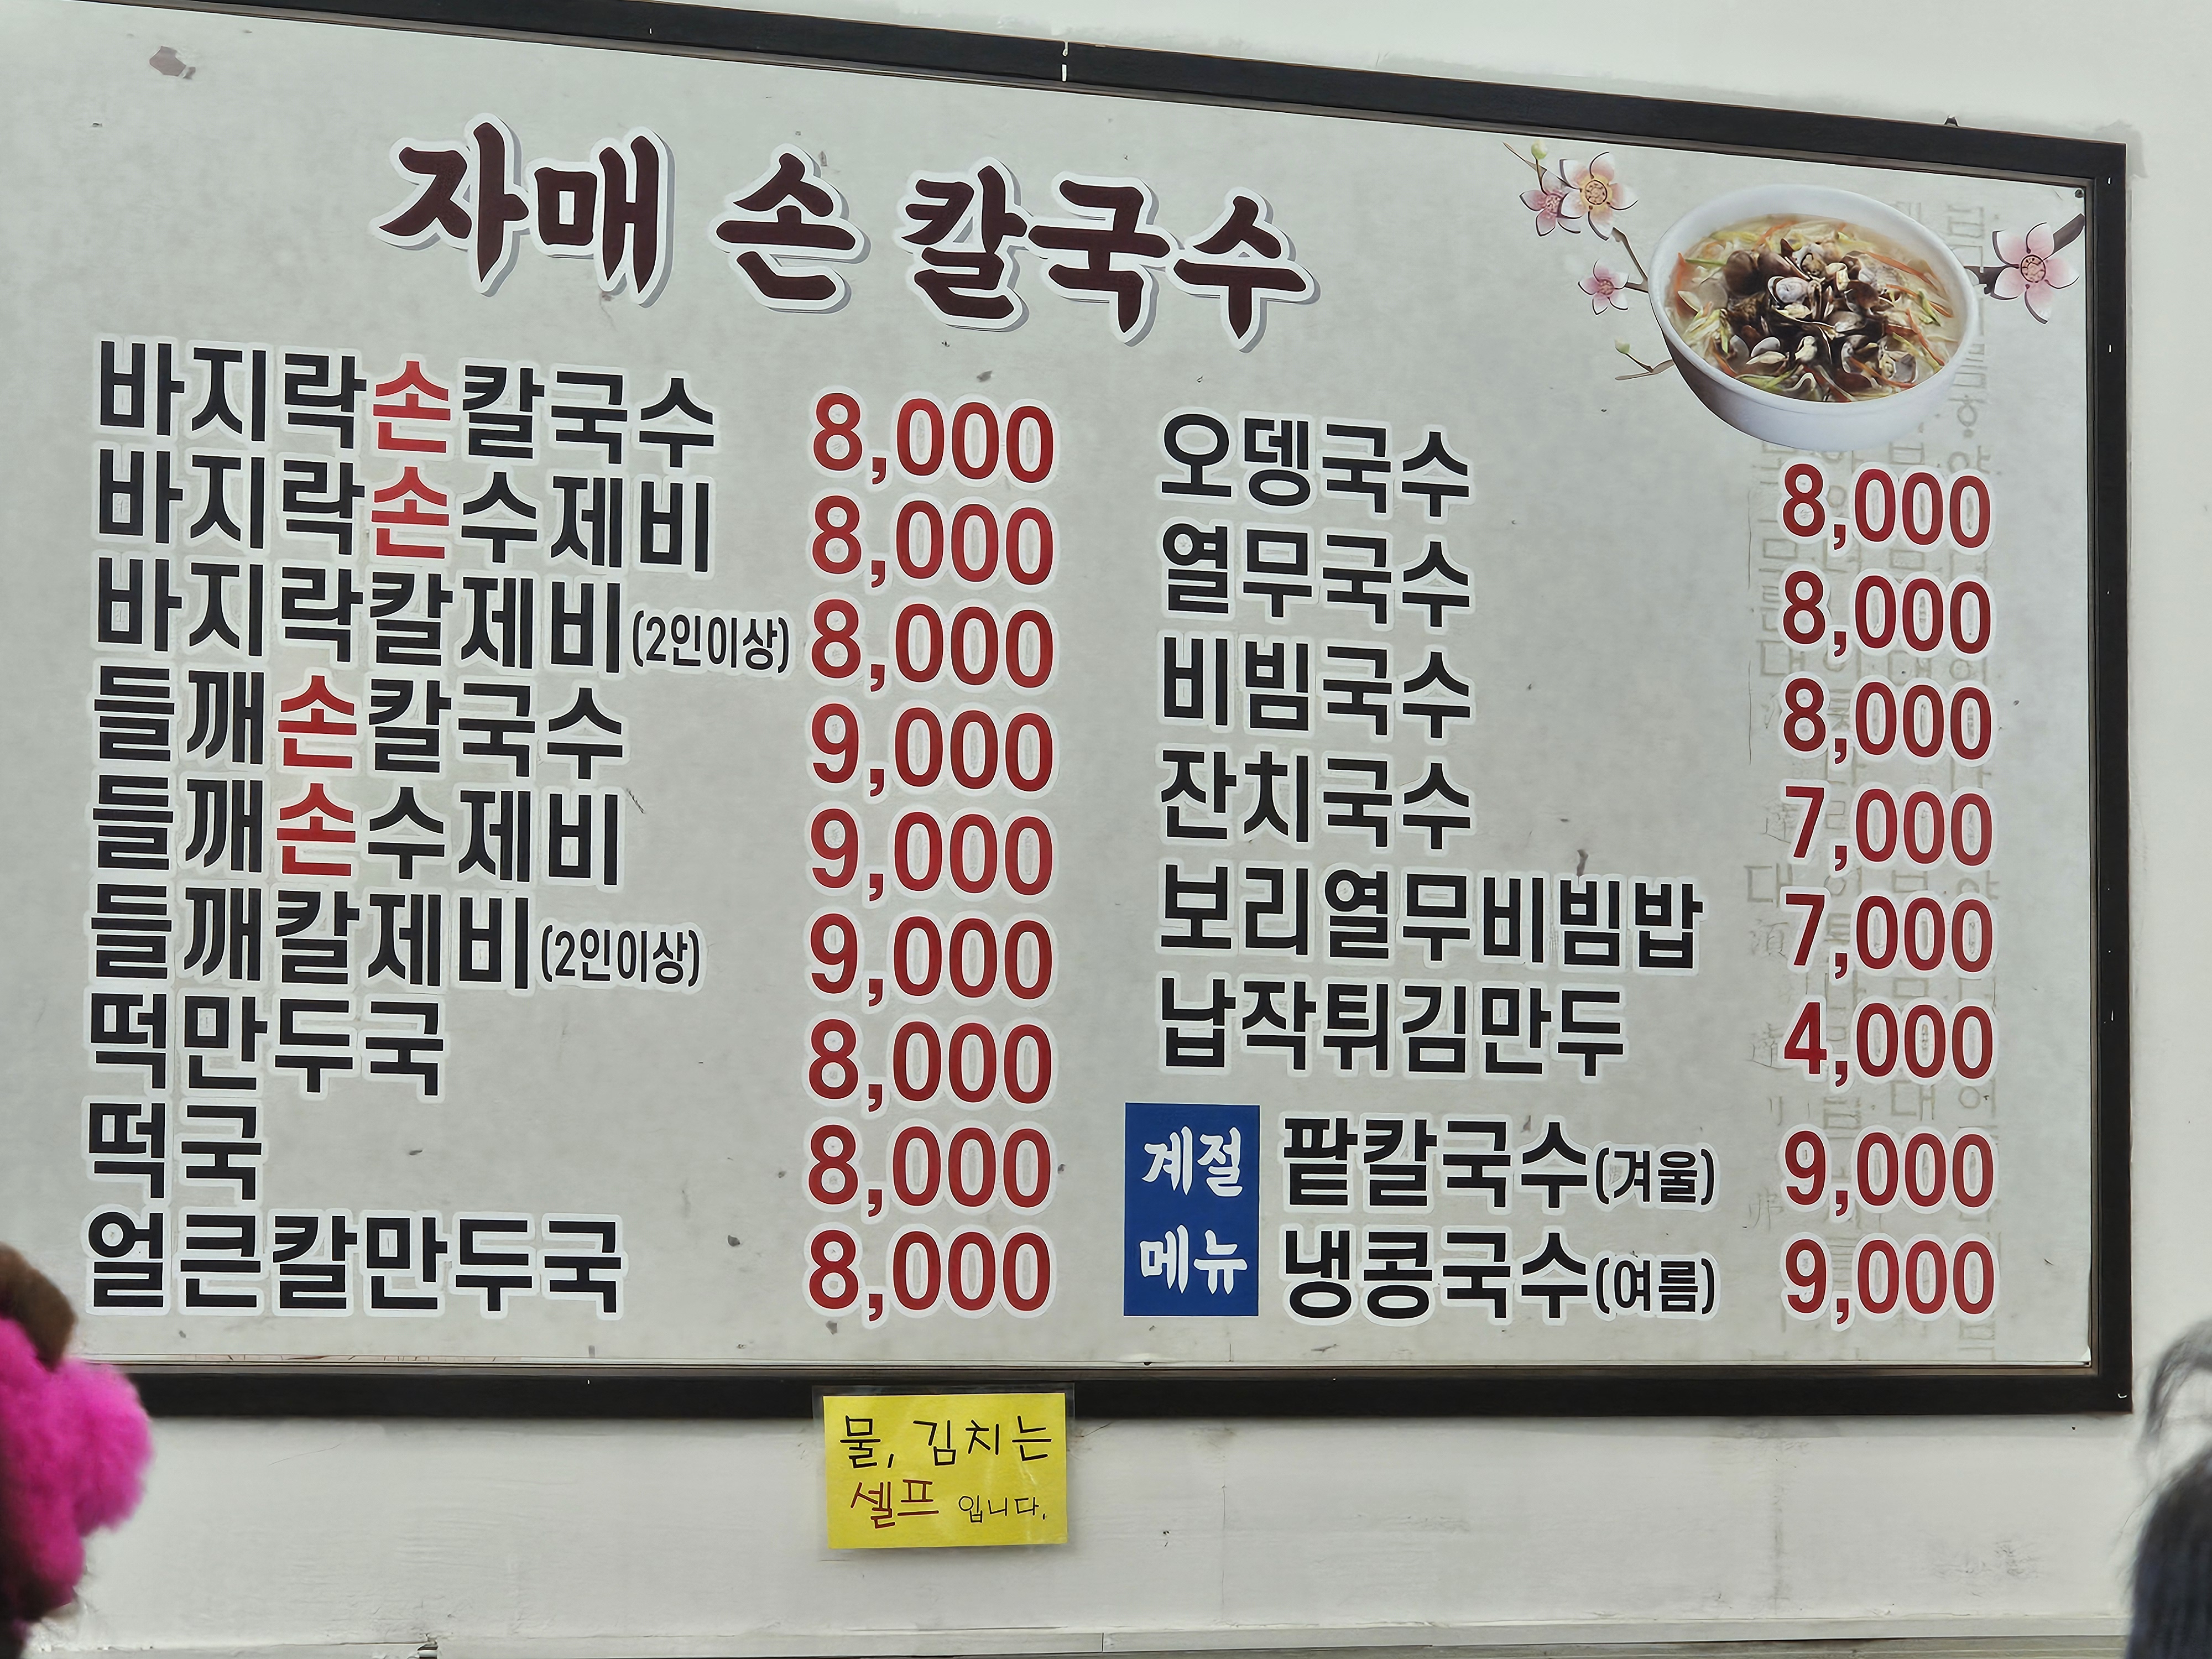 자매 손 칼국수
바지락손칼국수 8,000
바지락손수제비 8,000
바지락칼제비(2인이상) 8,000
들깨손칼국수 9,000
들깨손수제비 9,000
들깨칼제비(2인이상) 9,000
떡만두국 8,000
떡국 8,000
얼큰칼만두국 8,000
오뎅국수 8,000
열무국수 8,000
비빔국수 8,000
잔치국수 7,000
보리열무비빔밥 7,000
납작튀김만두 4,000
계절
메뉴
팥칼국수(겨울) 9,000
냉콩국수(여름) 9,000
물, 김치는
셀프 입니다.